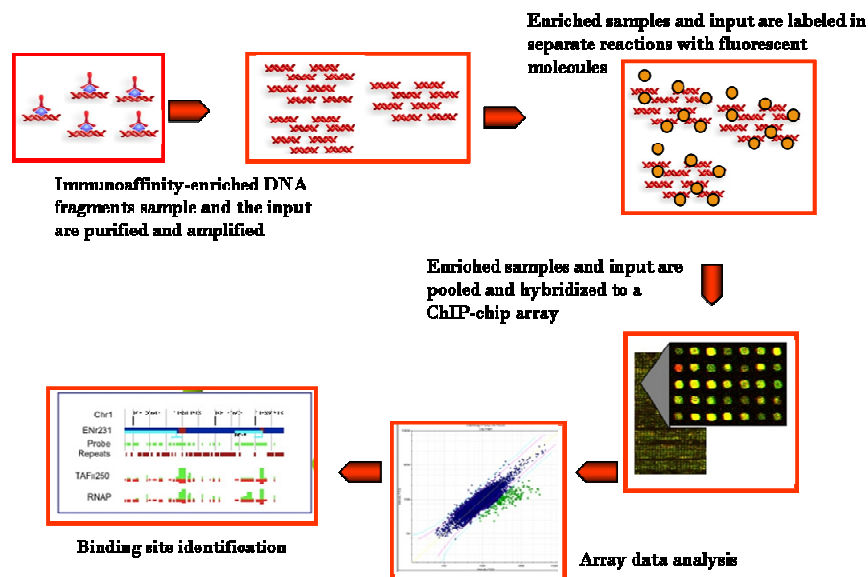 Enriched samples and input are labeled in
separate reactions with fluorescent
molecules
Immunoaffinity-enriched DNA
fragments sample and the input
are purified and amplified
Enriched samples and input are
pooled and hybridized to a
ChIP-chip array
Chr1
ENr231
Probe
Repeats
TAFII250
RNAP
Binding site identification
Array data analysis